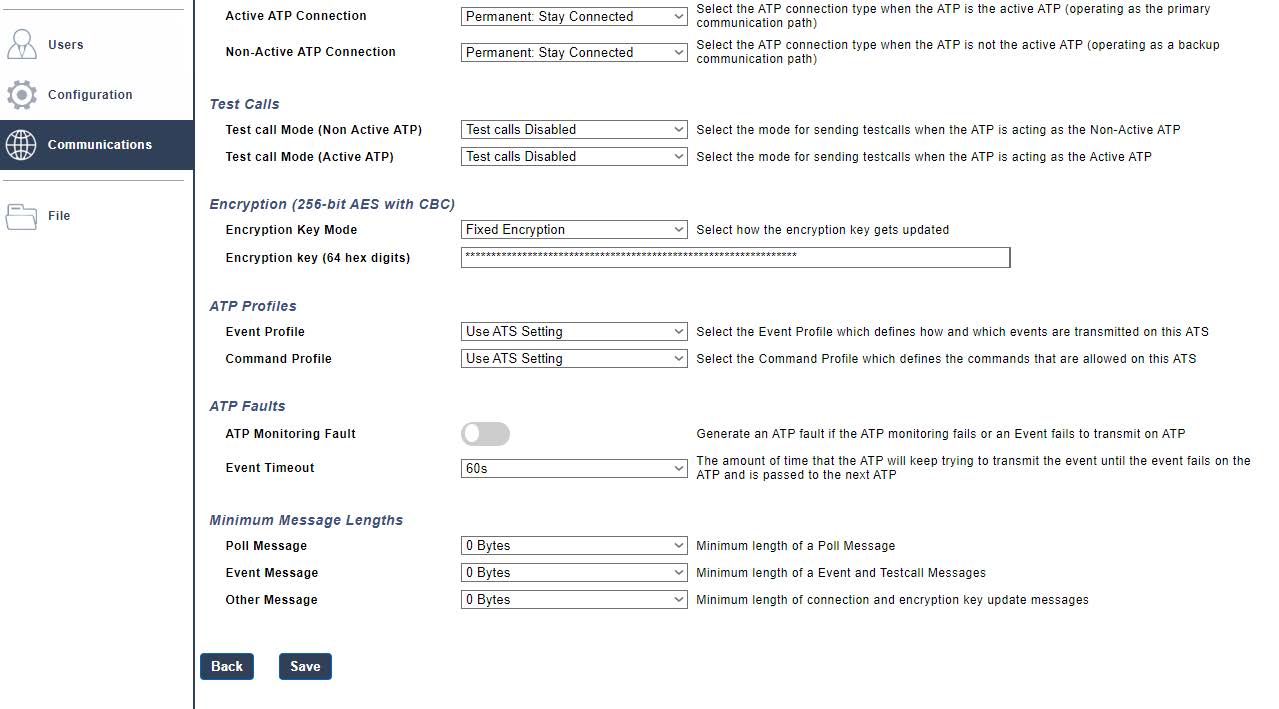 Active ATP Connection Permanent: Stay Connected Select the ATP connection type when the ATP is the active ATP (operating as the primary
communication path)
Users
Non-Active ATP Connection Permanent: Stay Connected Select the ATP connection type when the ATP is not the active ATP (operating as a backup
communication path)
Configuration
Test Calls
Test call Mode (Non Active ATP) Test calls Disabled Select the mode for sending testcalls when the ATP is acting as the Non-Active ATP
Communications
Test call Mode (Active ATP) Test calls Disabled Select the mode for sending testcalls when the ATP is acting as the Active ATP
Encryption (256-bit AES with CBC)
File
Encryption Key Mode Fixed Encryption Select how the encryption key gets updated
Encryption key (64 hex digits) ****************************************************************
ATP Profiles
Event Profile Use ATS Setting Select the Event Profile which defines how and which events are transmitted on this ATS
Command Profile Use ATS Setting Select the Command Profile which defines the commands that are allowed on this ATS
ATP Faults
ATP Monitoring Fault Generate an ATP fault if the ATP monitoring fails or an Event fails to transmit on ATP
Event Timeout 60s The amount of time that the ATP will keep trying to transmit the event until the event fails on the
ATP and is passed to the next ATP
Minimum Message Lengths
Poll Message 0 Bytes Minimum length of a Poll Message
Event Message 0 Bytes Minimum length of a Event and Testcall Messages
Other Message 0 Bytes Minimum length of connection and encryption key update messages
Back Save